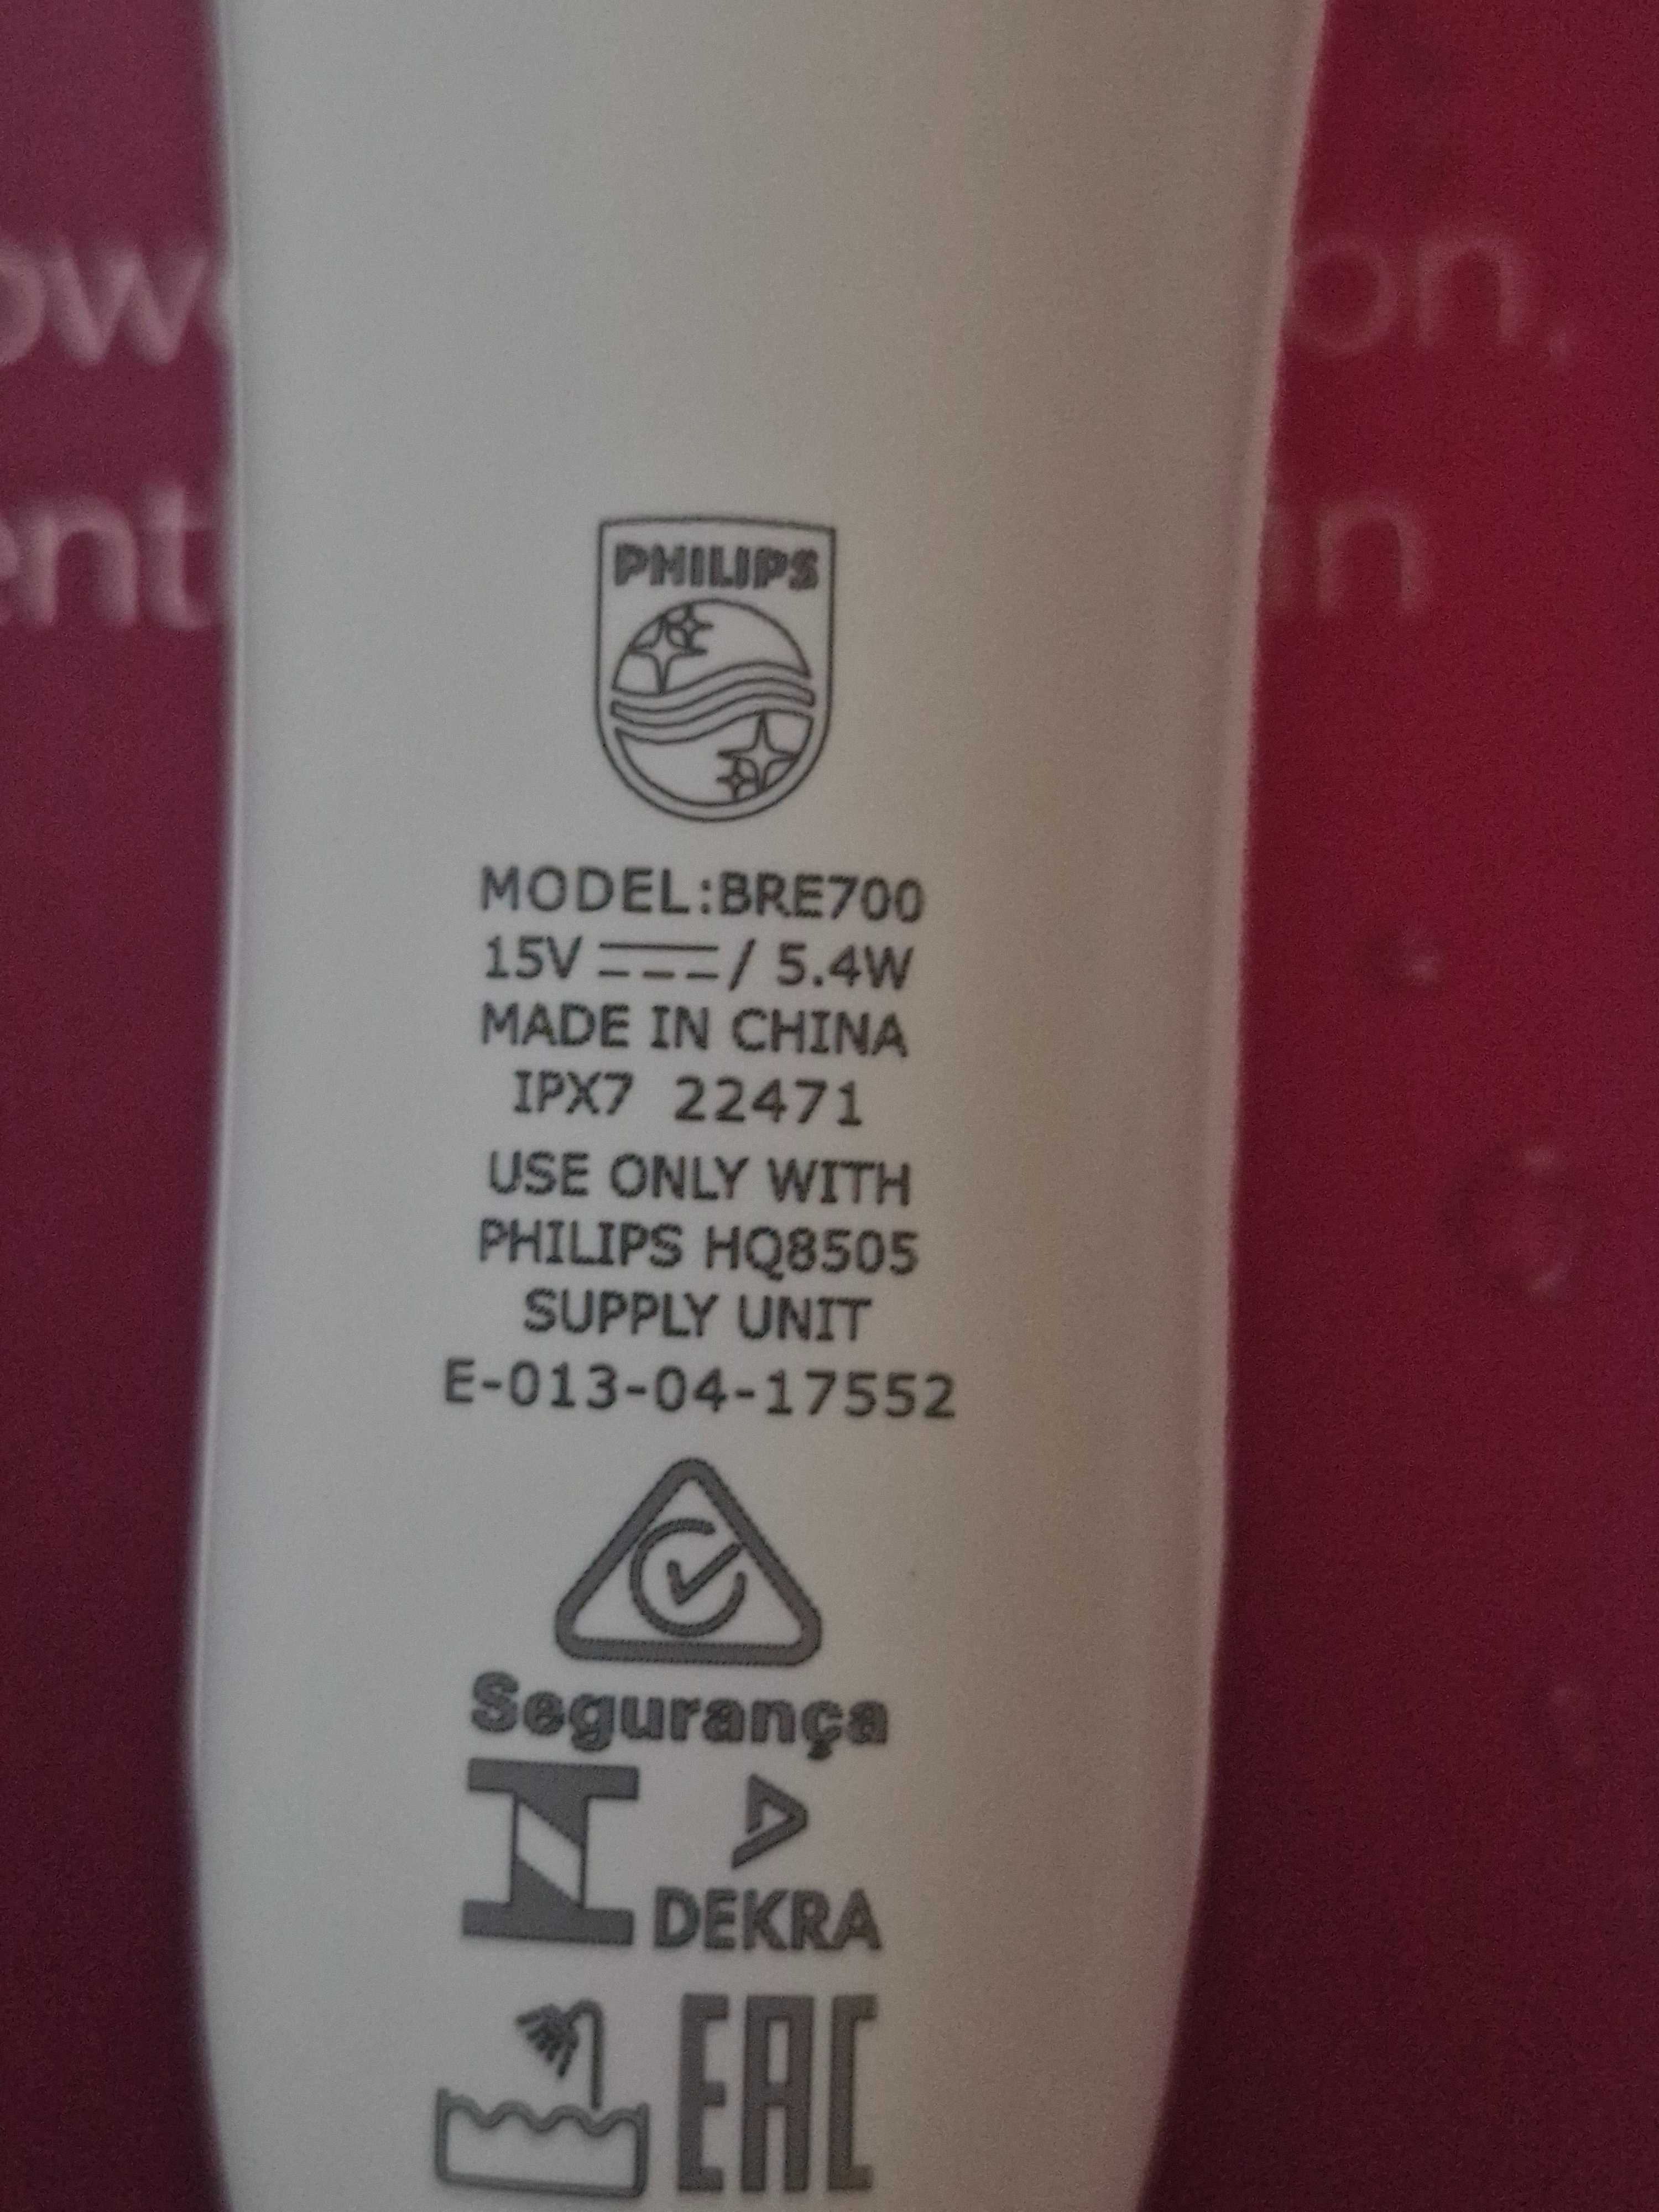 PHILIPS
MODEL:BRE700
15V ⎓ / 5.4W
MADE IN CHINA
IPX7 22471
USE ONLY WITH
PHILIPS HQ8505
SUPPLY UNIT
E-013-04-17552
Segurança
DEKRA
EAC